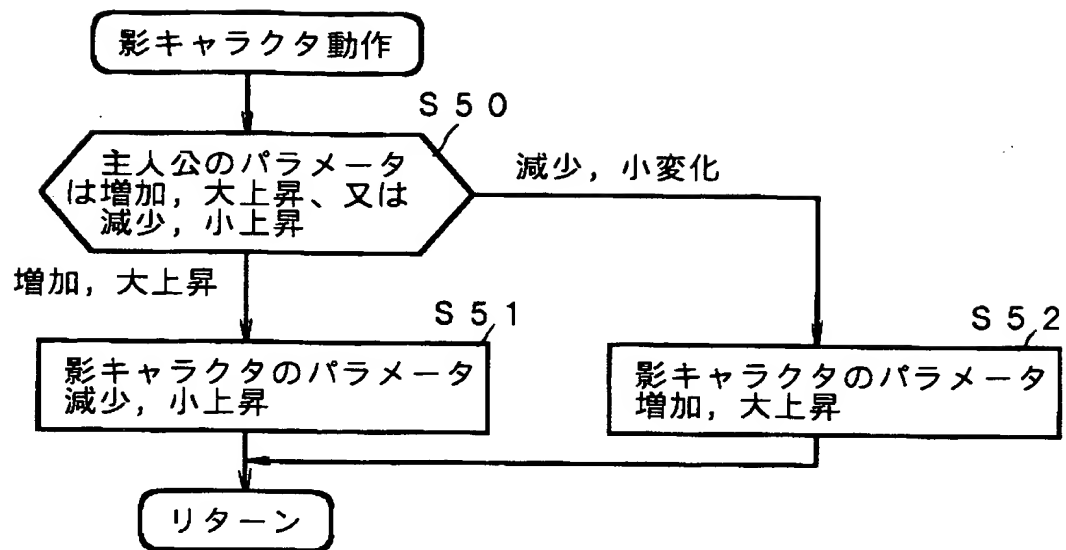 影キャラクタ動作
S50
主人公のパラメータ
は増加，大上昇、又は
減少，小上昇
減少，小変化
増加，大上昇
S51
影キャラクタのパラメータ
減少，小上昇
S52
影キャラクタのパラメータ
増加，大上昇
リターン